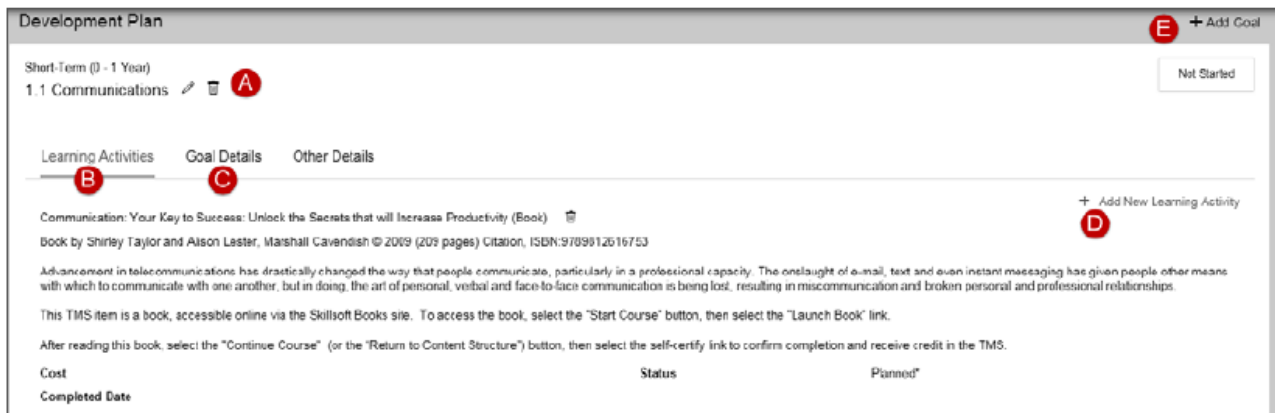 Development Plan
E + Add Goal
Short-Term (0 - 1 Year)
Not Started
1.1 Communications A
Learning Activities Goal Details Other Details
B C
+ Add New Learning Activity
D
Communication: Your Key to Success: Unlock the Secrets that will Increase Productivity (Book)
Book by Shirley Taylor and Alison Lester, Marshall Cavendish © 2009 (209 pages) Citation, ISBN:9789812616753
Advancement in telecommunications has drastically changed the way that people communicate, particularly in a professional capacity. The onslaught of e-mail, text and even instant messaging has given people other means
with which to communicate with one another, but in doing, the art of personal, verbal and face-to-face communication is being lost, resulting in miscommunication and broken personal and professional relationships.
This TMS item is a book, accessible online via the Skillsoft Books site. To access the book, select the "Start Course" button, then select the "Launch Book" link.
After reading this book, select the "Continue Course" (or the "Return to Content Structure") button, then select the self-certify link to confirm completion and receive credit in the TMS.
Cost Status Planned*
Completed Date